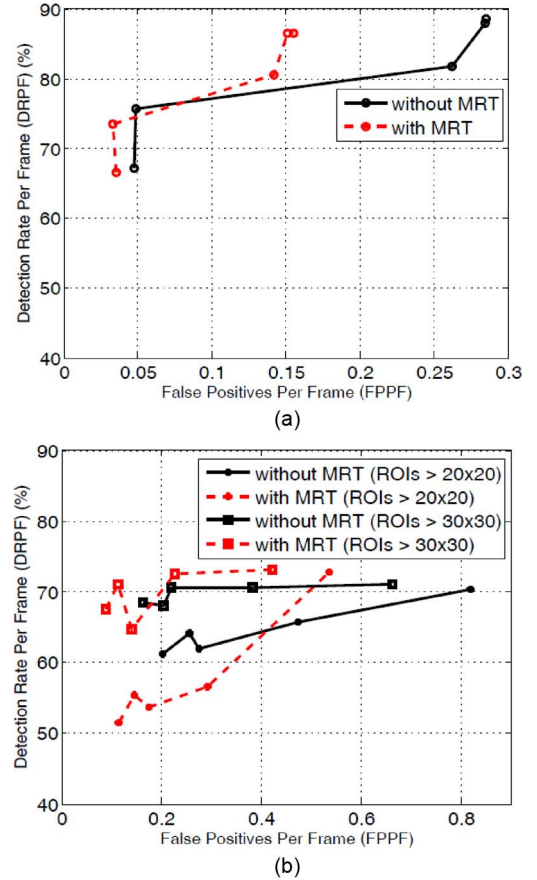 90
80
70
60
50
40
Detection Rate Per Frame (DRPF) (%)
without MRT
with MRT
0 0.05 0.1 0.15 0.2 0.25 0.3
False Positives Per Frame (FPPF)
(a)
90
80
70
60
50
40
Detection Rate Per Frame (DRPF) (%)
without MRT (ROIs > 20x20)
with MRT (ROIs > 20x20)
without MRT (ROIs > 30x30)
with MRT (ROIs > 30x30)
0 0.2 0.4 0.6 0.8
False Positives Per Frame (FPPF)
(b)